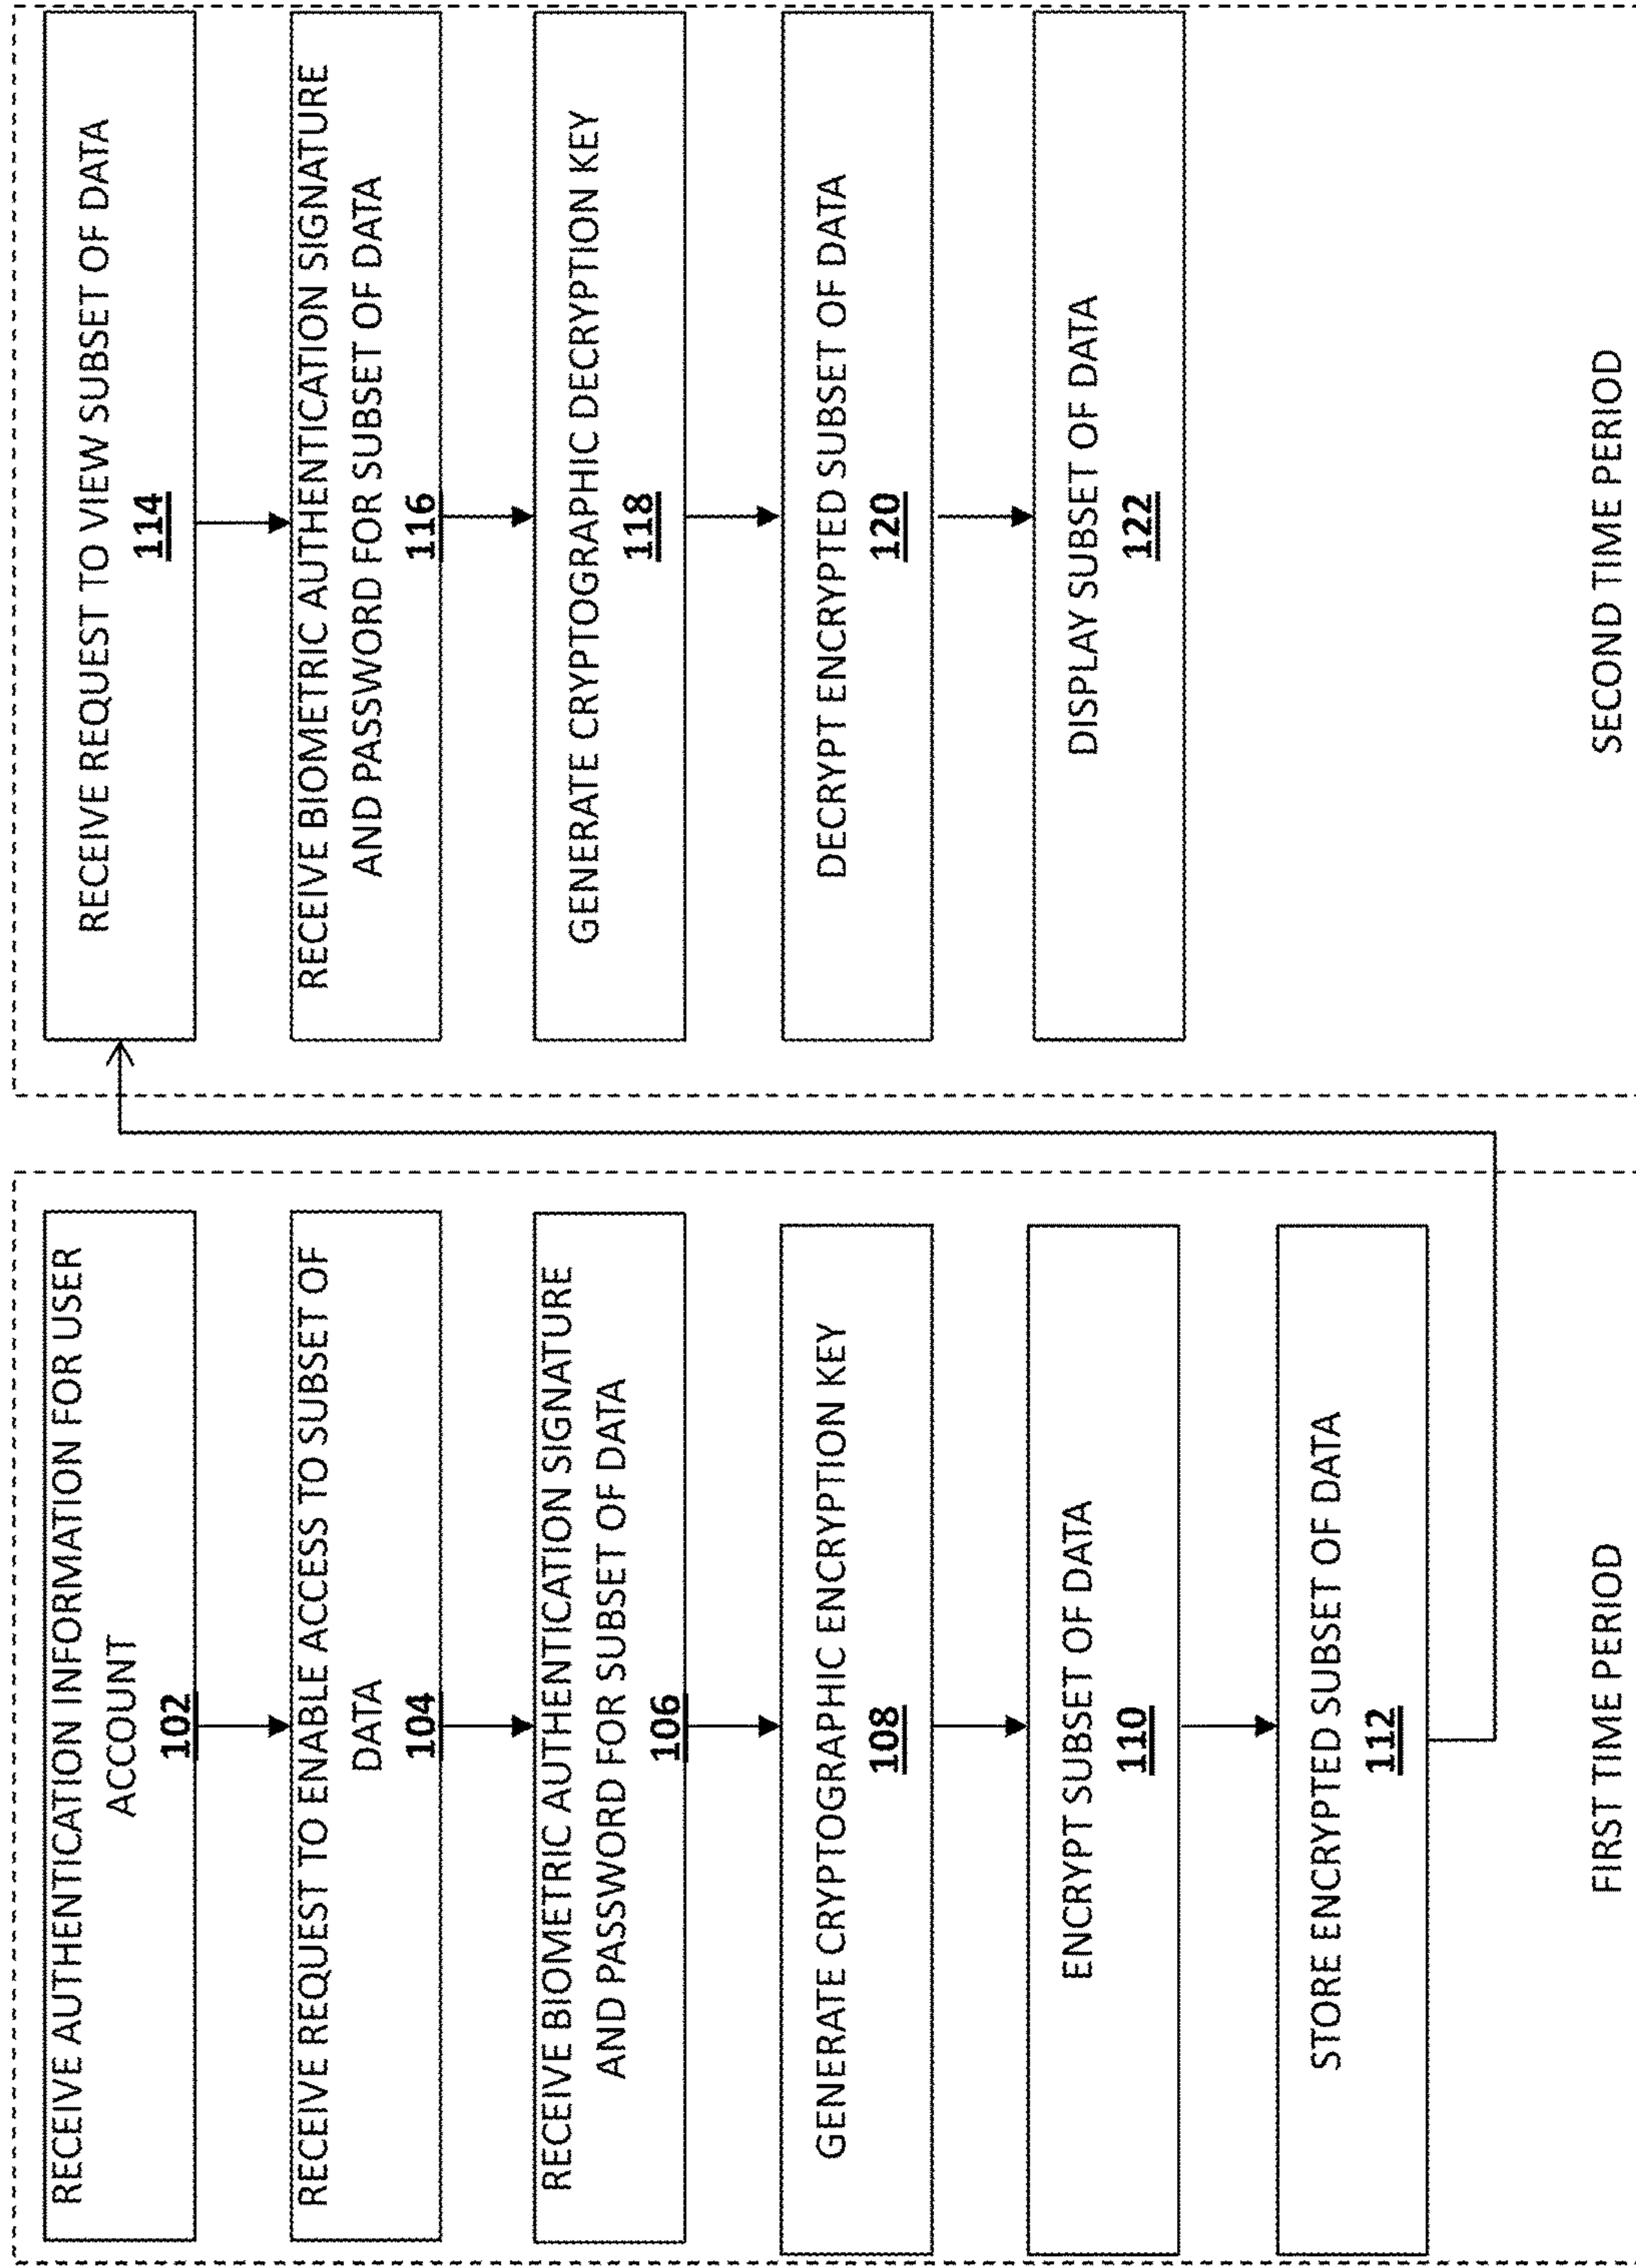 RECEIVE AUTHENTICATION INFORMATION FOR USER
ACCOUNT
102
RECEIVE REQUEST TO ENABLE ACCESS TO SUBSET OF
DATA
104
RECEIVE BIOMETRIC AUTHENTICATION SIGNATURE
AND PASSWORD FOR SUBSET OF DATA
106
GENERATE CRYPTOGRAPHIC ENCRYPTION KEY
108
ENCRYPT SUBSET OF DATA
110
STORE ENCRYPTED SUBSET OF DATA
112
FIRST TIME PERIOD
RECEIVE REQUEST TO VIEW SUBSET OF DATA
114
RECEIVE BIOMETRIC AUTHENTICATION SIGNATURE
AND PASSWORD FOR SUBSET OF DATA
116
GENERATE CRYPTOGRAPHIC DECRYPTION KEY
118
DECRYPT ENCRYPTED SUBSET OF DATA
120
DISPLAY SUBSET OF DATA
122
SECOND TIME PERIOD